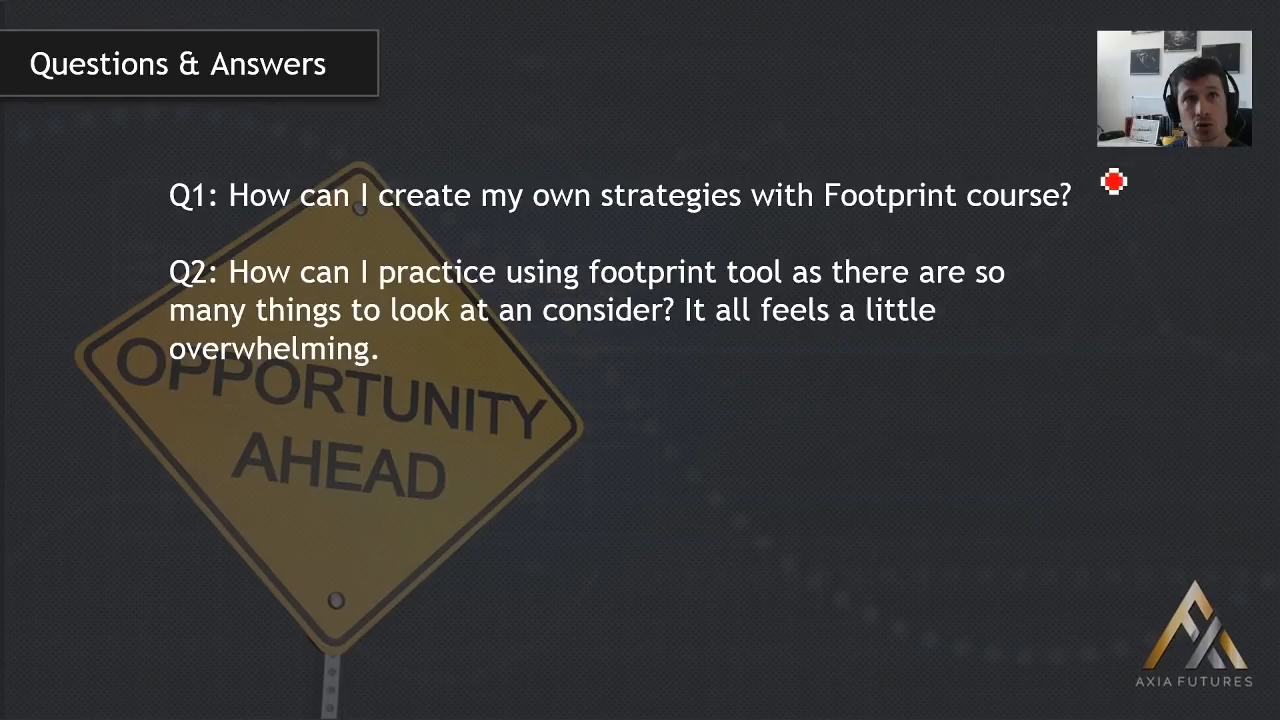 Questions & Answers
Q1: How can I create my own strategies with Footprint course?
Q2: How can I practice using footprint tool as there are so
many things to look at an consider? It all feels a little
overwhelming.
OPPORTUNITY
AHEAD
AXIA FUTURES